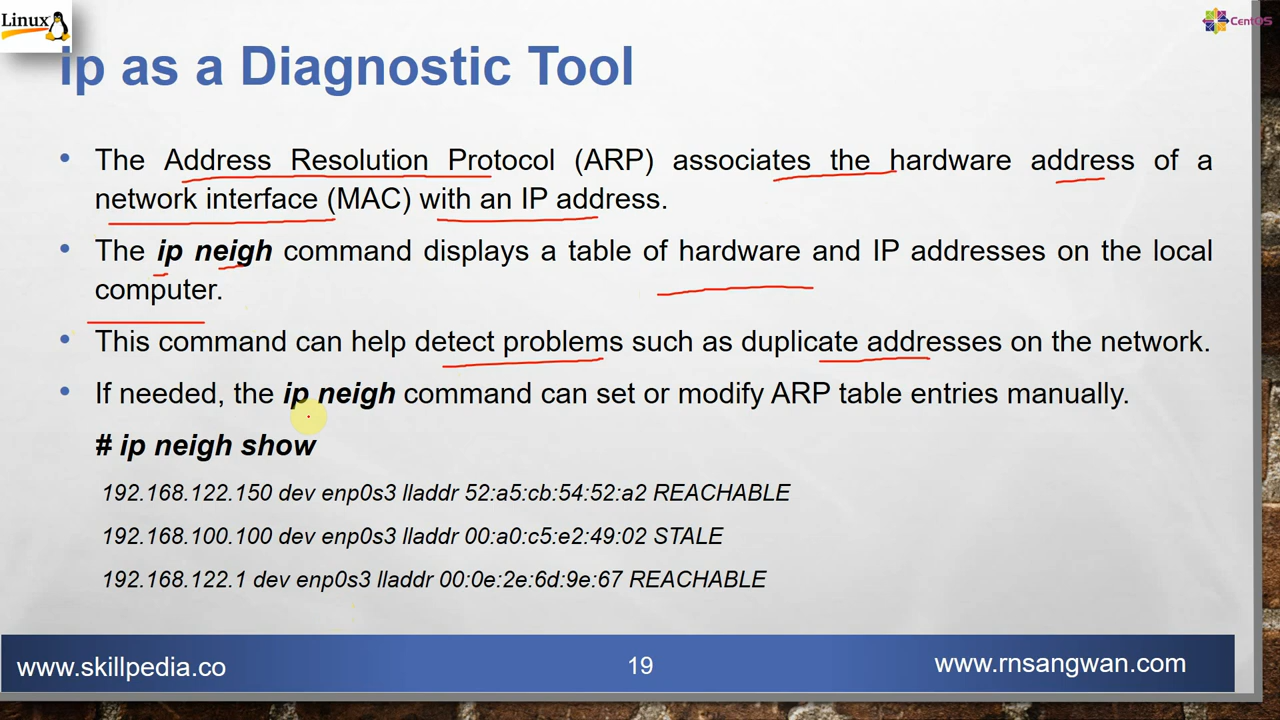 Linux
CentOS
ip as a Diagnostic Tool
• The Address Resolution Protocol (ARP) associates the hardware address of a
network interface (MAC) with an IP address.
• The ip neigh command displays a table of hardware and IP addresses on the local
computer.
• This command can help detect problems such as duplicate addresses on the network.
• If needed, the ip neigh command can set or modify ARP table entries manually.
# ip neigh show
192.168.122.150 dev enp0s3 lladdr 52:a5:cb:54:52:a2 REACHABLE
192.168.100.100 dev enp0s3 lladdr 00:a0:c5:e2:49:02 STALE
192.168.122.1 dev enp0s3 lladdr 00:0e:2e:6d:9e:67 REACHABLE
www.skillpedia.co
19
www.rnsangwan.com